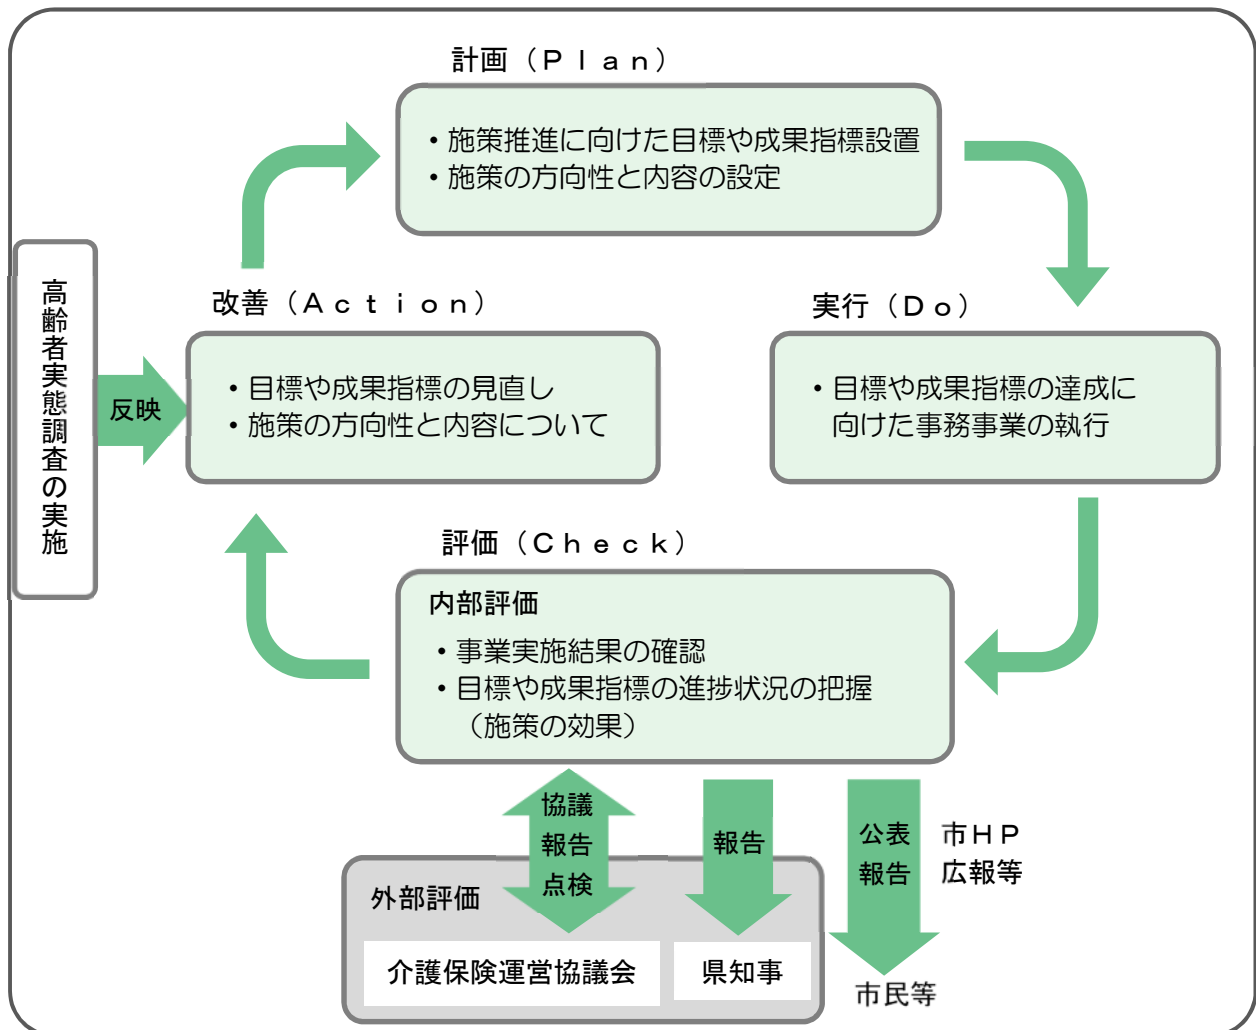 計画（Ｐｌａｎ）
・施策推進に向けた目標や成果指標設置
・施策の方向性と内容の設定
高齢者実態調査の実施
反映
改善（Ａｃｔｉｏｎ）
・目標や成果指標の見直し
・施策の方向性と内容について
実行（Ｄｏ）
・目標や成果指標の達成に
向けた事務事業の執行
評価（Ｃｈｅｃｋ）
内部評価
・事業実施結果の確認
・目標や成果指標の進捗状況の把握
（施策の効果）
協議
報告
点検
報告
公表
報告
市ＨＰ
広報等
外部評価
介護保険運営協議会
県知事
市民等